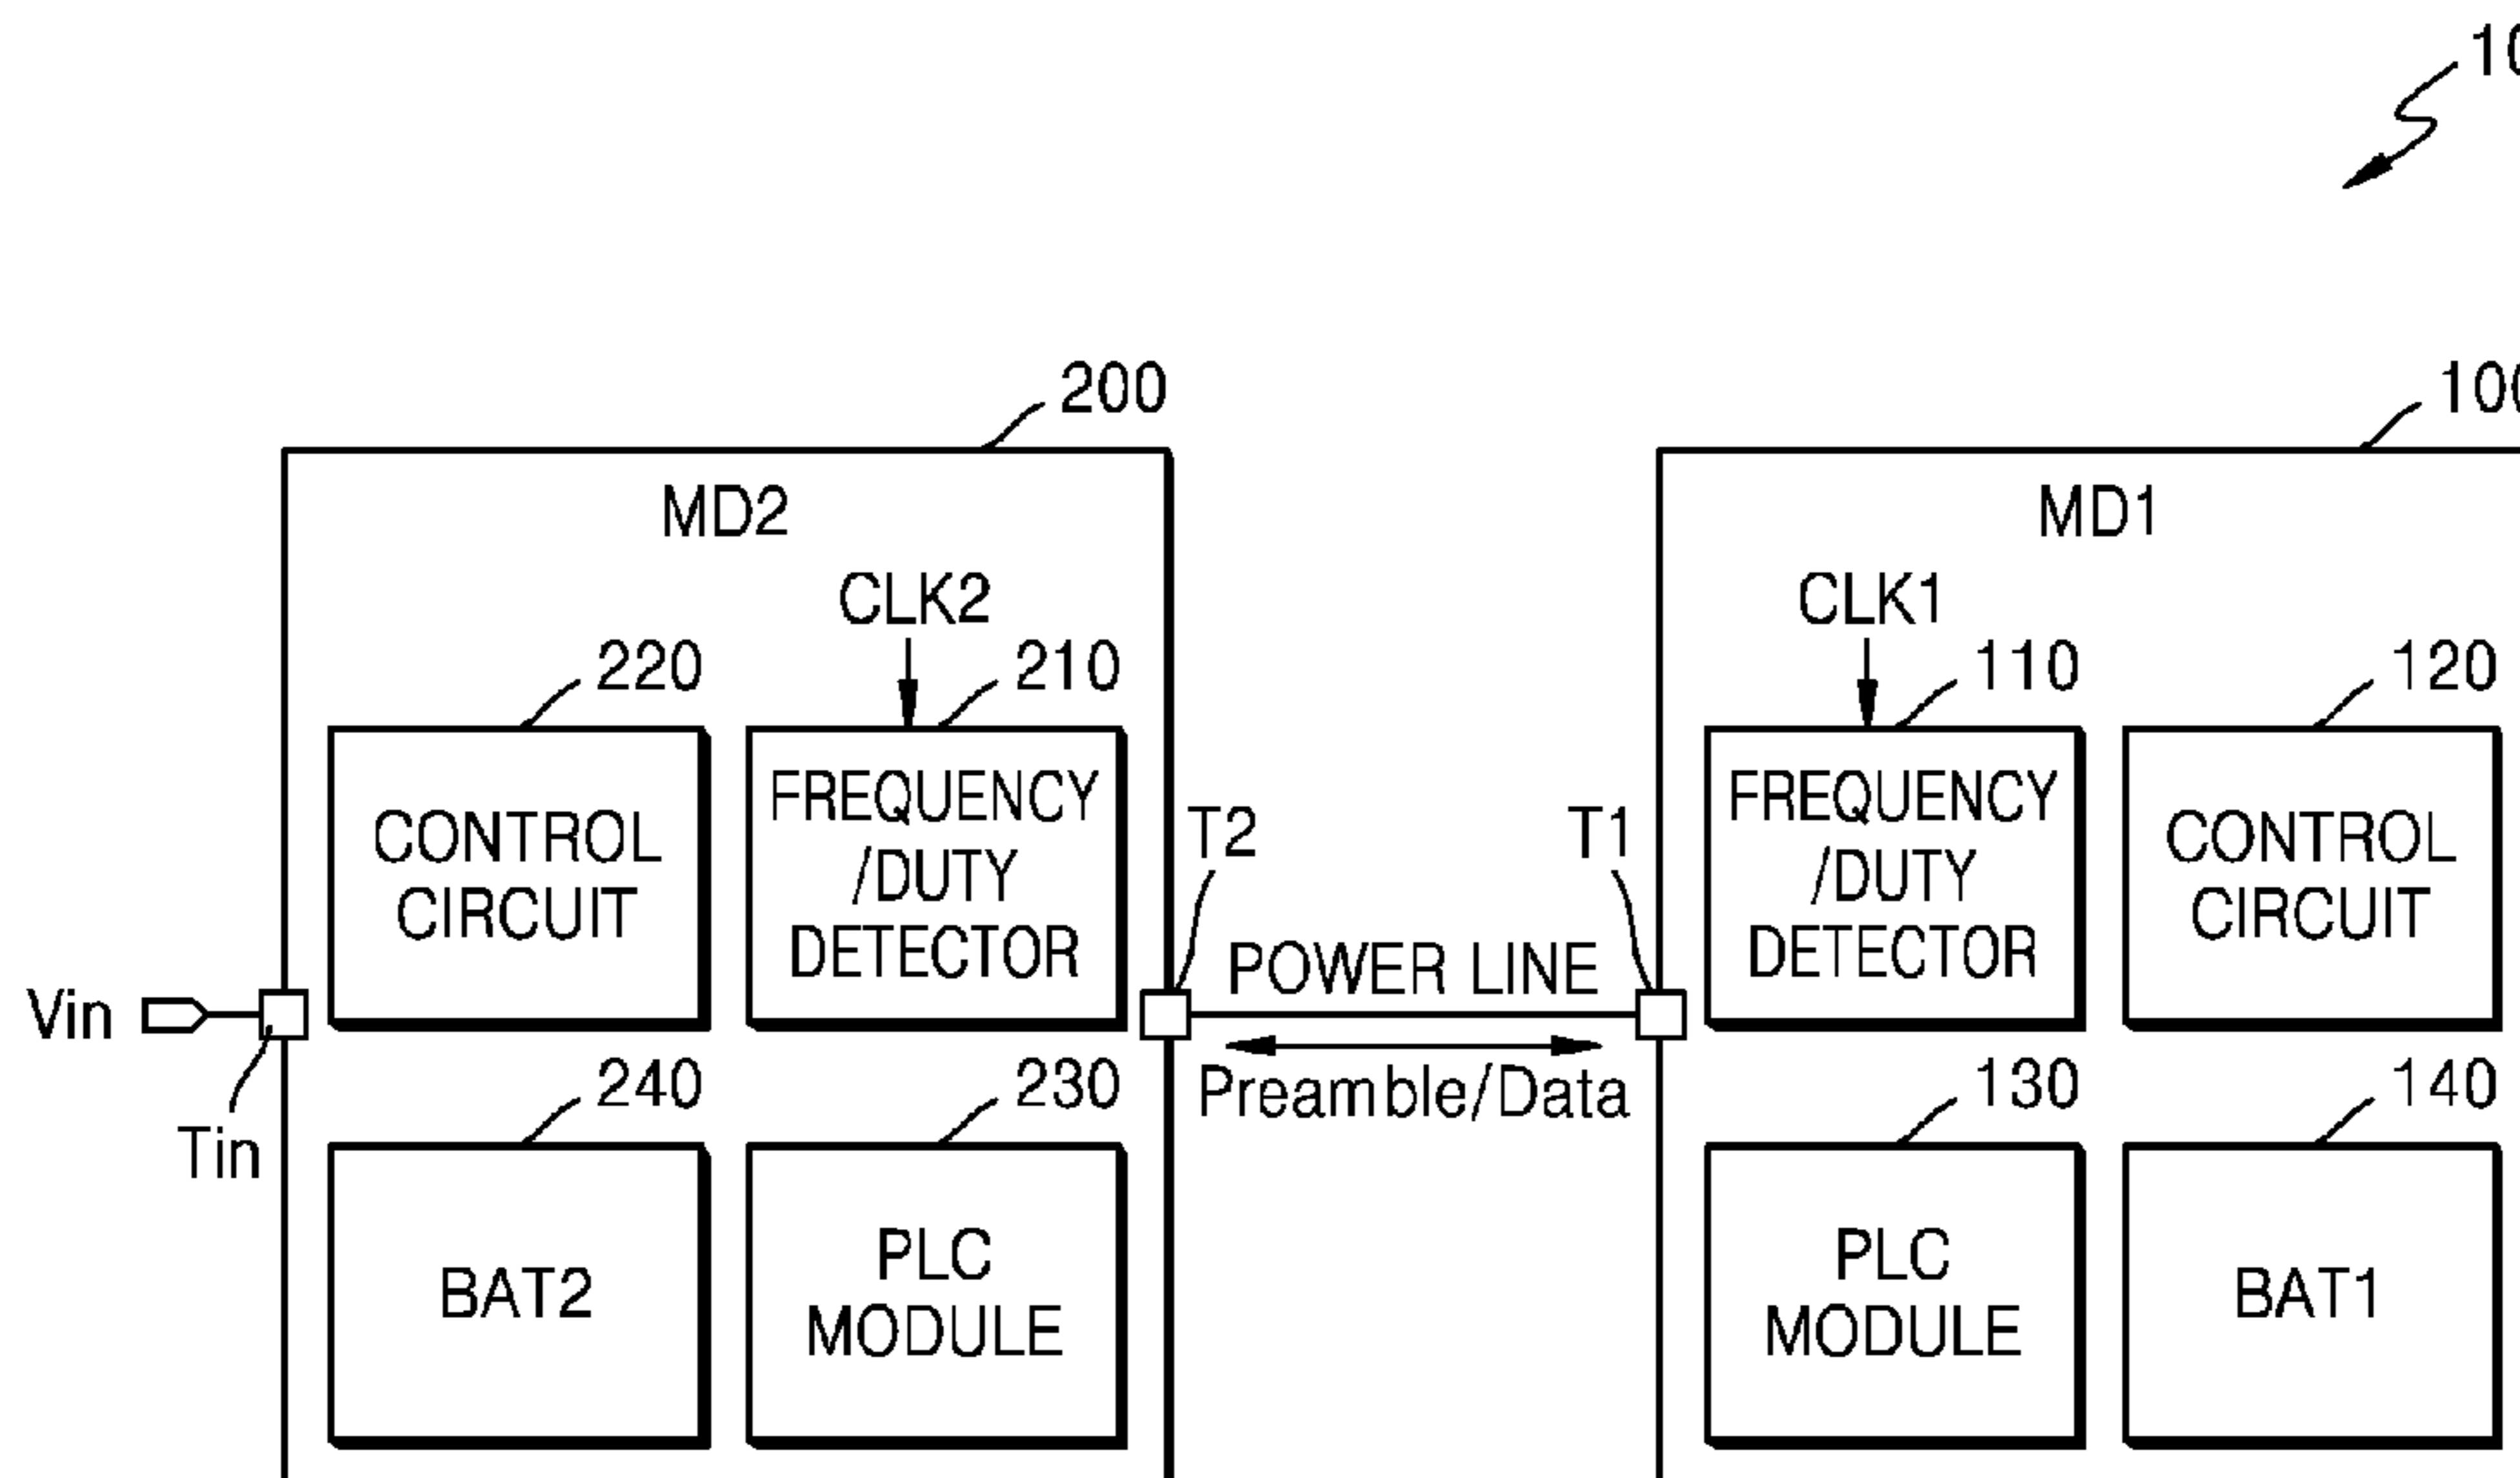 10
200
100
MD2
MD1
CLK2
CLK1
220
210
110
120
CONTROL
CIRCUIT
FREQUENCY
/DUTY
DETECTOR
T2
T1
FREQUENCY
/DUTY
DETECTOR
CONTROL
CIRCUIT
POWER LINE
Vin
Preamble/Data
Tin
240
230
130
140
BAT2
PLC
MODULE
PLC
MODULE
BAT1